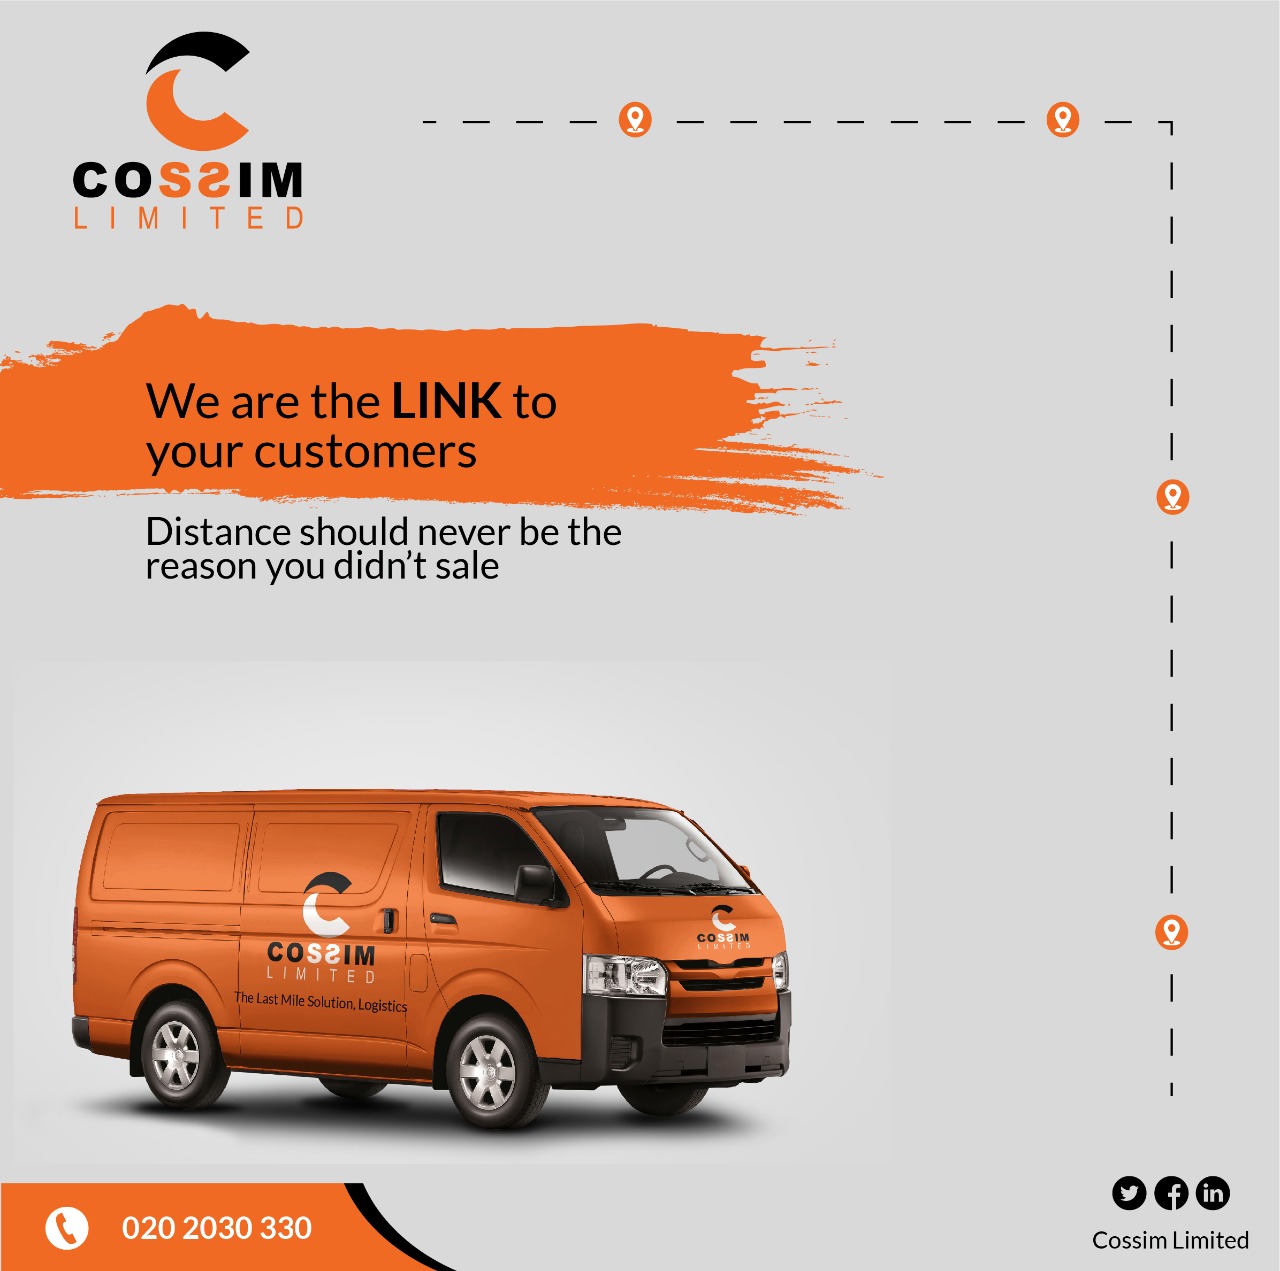 COSSIM
LIMITED
We are the LINK to
your customers
Distance should never be the
reason you didn’t sale
COSSIM
LIMITED
The Last Mile Solution, Logistics
COSSIM
LIMITED
020 2030 330
Cossim Limited